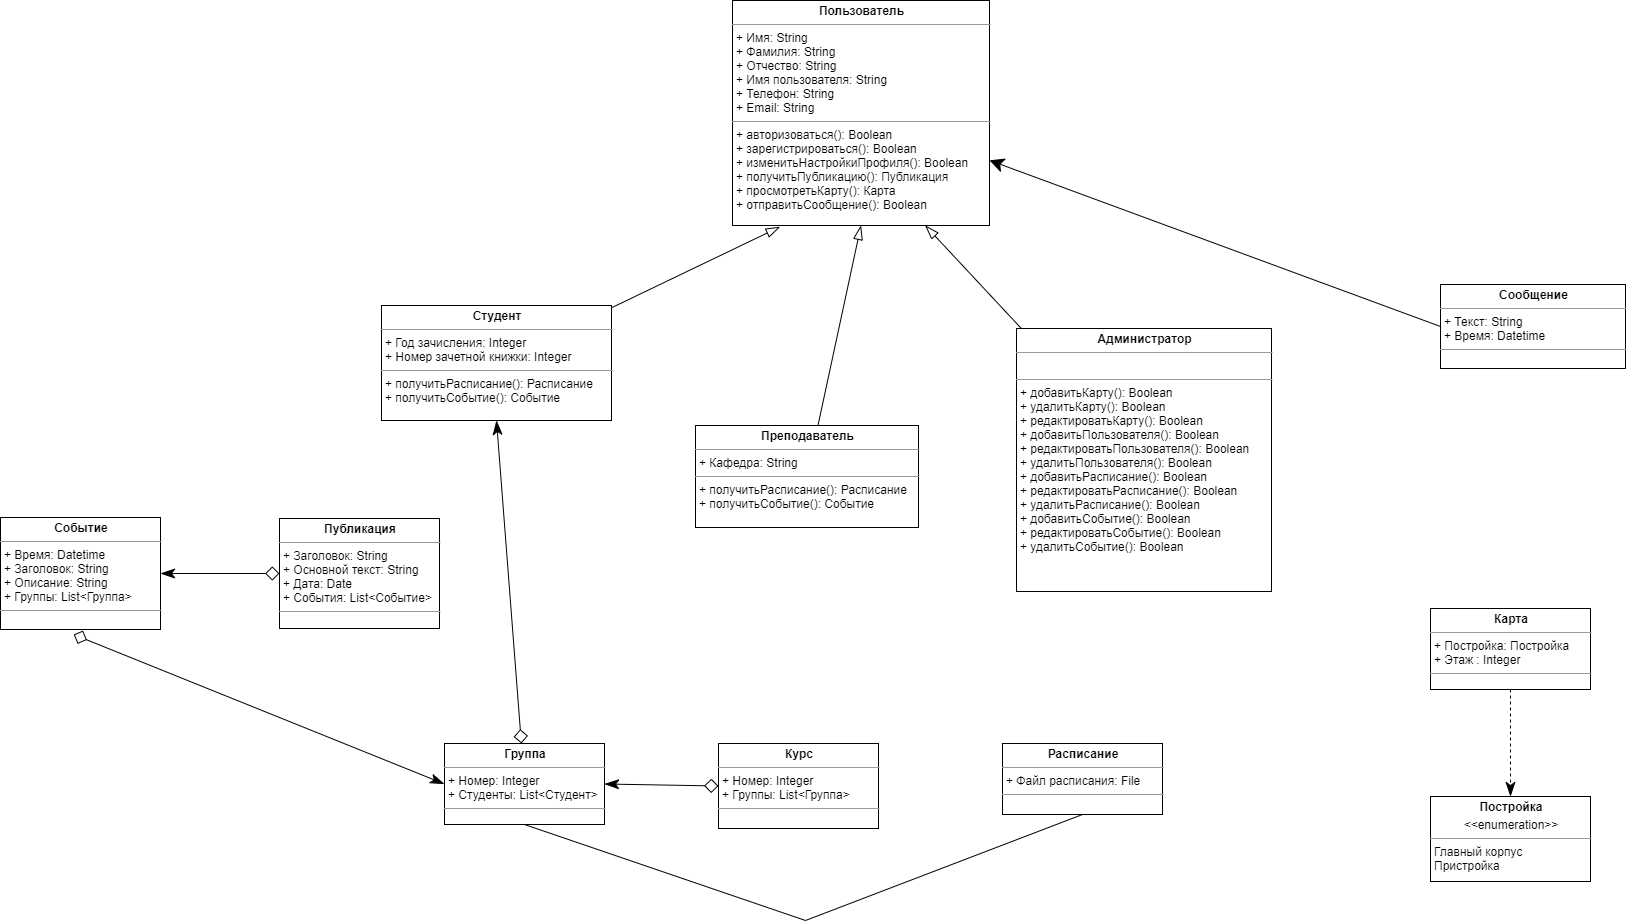 Пользователь
+ Имя: String
+ Фамилия: String
+ Отчество: String
+ Имя пользователя: String
+ Телефон: String
+ Email: String
+ авторизоваться(): Boolean
+ зарегистрироваться(): Boolean
+ изменитьНастройкиПрофиля(): Boolean
+ получитьПубликацию(): Публикация
+ просмотретьКарту(): Карта
+ отправитьСообщение(): Boolean
Студент
+ Год зачисления: Integer
+ Номер зачетной книжки: Integer
+ получитьРасписание(): Расписание
+ получитьСобытие(): Событие
Преподаватель
+ Кафедра: String
+ получитьРасписание(): Расписание
+ получитьСобытие(): Событие
Администратор
+ добавитьКарту(): Boolean
+ удалитьКарту(): Boolean
+ редактироватьКарту(): Boolean
+ добавитьПользователя(): Boolean
+ редактироватьПользователя(): Boolean
+ удалитьПользователя(): Boolean
+ добавитьРасписание(): Boolean
+ редактироватьРасписание(): Boolean
+ удалитьРасписание(): Boolean
+ добавитьСобытие(): Boolean
+ редактироватьСобытие(): Boolean
+ удалитьСобытие(): Boolean
Сообщение
+ Текст: String
+ Время: Datetime
Событие
+ Время: Datetime
+ Заголовок: String
+ Описание: String
+ Группы: List<Группа>
Публикация
+ Заголовок: String
+ Основной текст: String
+ Дата: Date
+ События: List<Событие>
Группа
+ Номер: Integer
+ Студенты: List<Студент>
Курс
+ Номер: Integer
+ Группы: List<Группа>
Расписание
+ Файл расписания: File
Карта
+ Постройка: Постройка
+ Этаж : Integer
Постройка
<<enumeration>>
Главный корпус
Пристройка